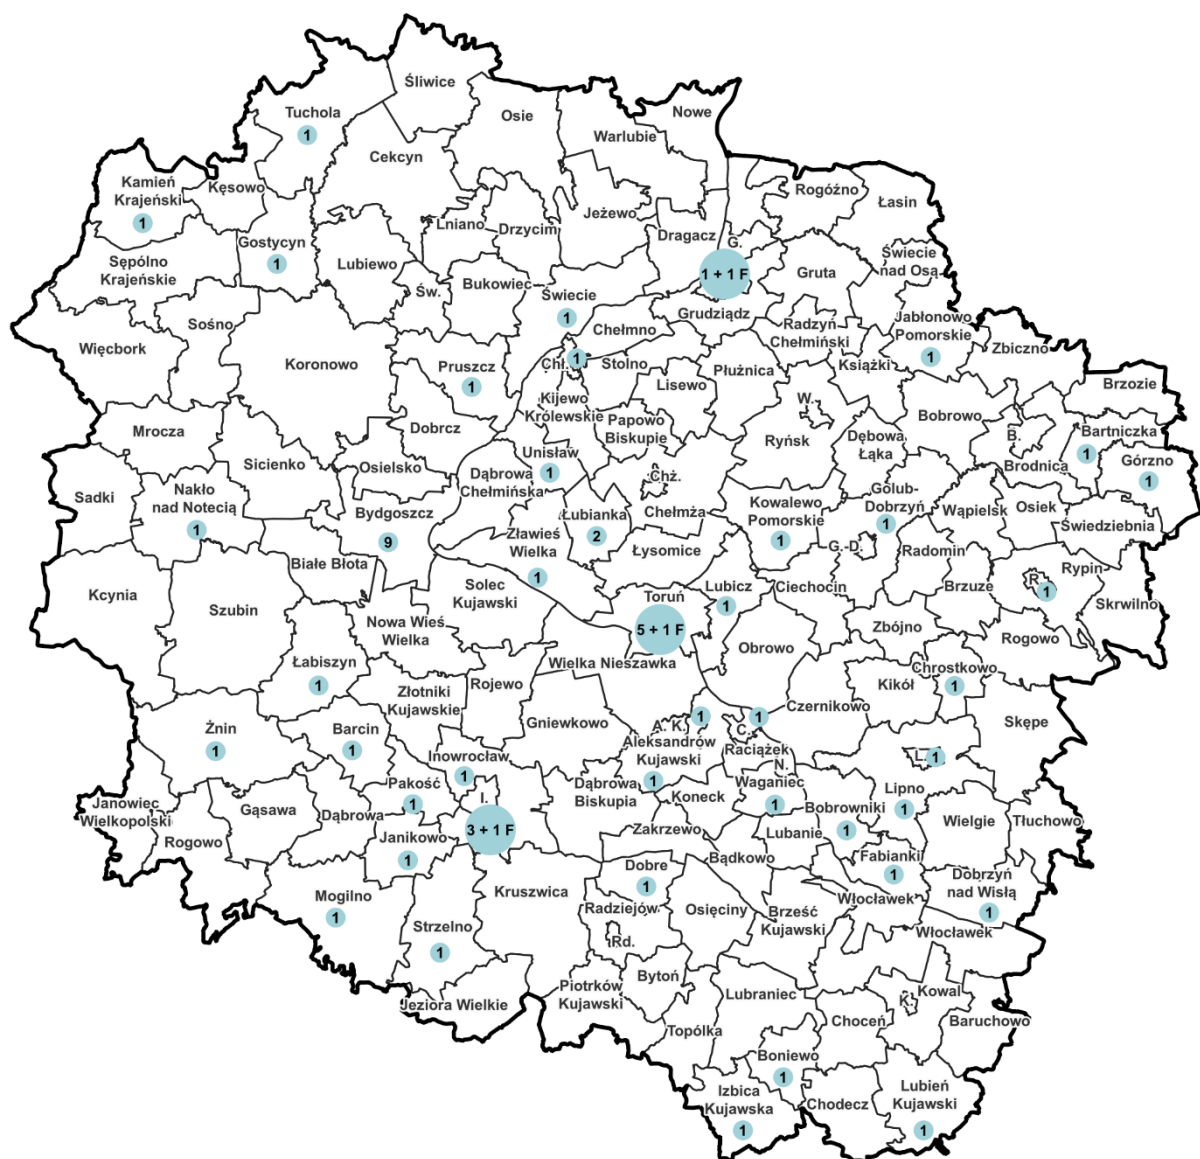 Śliwice
Nowe
Tuchola
Osie
1
Warlubie
Cekcyn
Kamień
Krajeński
Kęsowo
Rogóźno
Łasin
1
Jeżewo
Lniano
Drzycim
Dragacz
Gostycyn
G.
Świecie
nad Osą
1
Sępólno
Krajeńskie
Lubiewo
1 + 1 F
Gruta
Św.
Bukowiec
Świecie
Grudziądz
Jabłonowo
Pomorskie
1
Sośno
Chełmno
Radzyń
Chełmiński
Zbiczno
Więcbork
Koronowo
Pruszcz
Chł.
1
Stolno
Płużnica
Książki
1
1
Lisewo
Brzozie
Kijewo
Królewskie
W.
Bobrowo
Mrocza
Dobrcz
Papowo
Biskupie
Ryńsk
Dębowa
Łąka
B.
Bartniczka
Sicienko
Osielsko
Unisław
1
Brodnica
1
Górzno
Sadki
Nakło
nad Notecią
Dąbrowa
Chełmińska
Chż.
Golub-
Dobrzyń
1
Wąpielsk
Osiek
1
Bydgoszcz
Łubianka
Chełmża
Kowalewo
Pomorskie
1
Świedziebnia
9
Zławieś
Wielka
2
1
G.-D.
Łysomice
Radomin
Białe Błota
1
Rypin
Kcynia
Solec
Kujawski
Lubicz
Ciechocin
Brzuze
R.
1
Szubin
Toruń
1
Skrwilno
Nowa Wieś
Wielka
5 + 1 F
Zbójno
Rogowo
Obrowo
Łabiszyn
Wielka Nieszawka
Chrostkowo
1
Złotniki
Kujawskie
Rojewo
Kikół
1
Czernikowo
Gniewkowo
A. K.
1
1
Skępe
Żnin
Barcin
C.
1
1
Inowrocław
Aleksandrów
Kujawski
Raciążek
L.
1
N.
1
Pakość
1
Dąbrowa
Biskupia
1
Waganiec
Lipno
Janowiec
Wielkopolski
Gąsawa
Dąbrowa
1
I.
Koneck
1
Bobrowniki
1
Wielgie
Tłuchowo
3 + 1 F
Zakrzewo
Lubanie
1
Rogowo
Janikowo
1
Bądkowo
Fabianki
Dobre
1
Dobrzyń
nad Wisłą
Mogilno
Kruszwica
1
Włocławek
1
1
Radziejów
Osięciny
Brześć
Kujawski
Strzelno
Włocławek
1
Rd.
Bytoń
Piotrków
Kujawski
Lubraniec
Kowal
K.
Jeziora Wielkie
Choceń
Baruchowo
Topólka
Boniewo
1
Izbica
Kujawska
Lubień
Kujawski
Chodecz
1
1